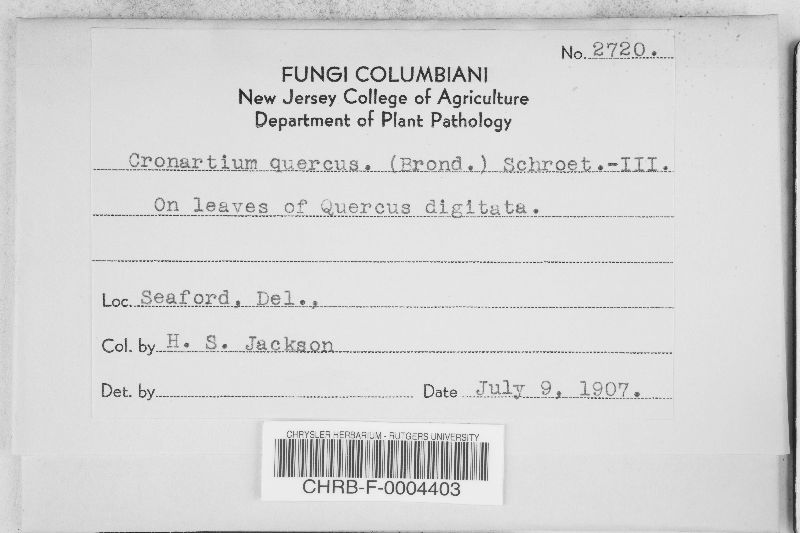 No. 2720.
FUNGI COLUMBIANI
New Jersey College of Agriculture
Department of Plant Pathology
Cronartium quercus. (Brond.) Schroet.-III.
On leaves of Quercus digitata.
Loc. Seaford, Del.,
Col. by H. S. Jackson
Det. by
Date July 9, 1907.
CHRYSLER HERBARIUM - RUTGERS UNIVERSITY
CHRB-F-0004403